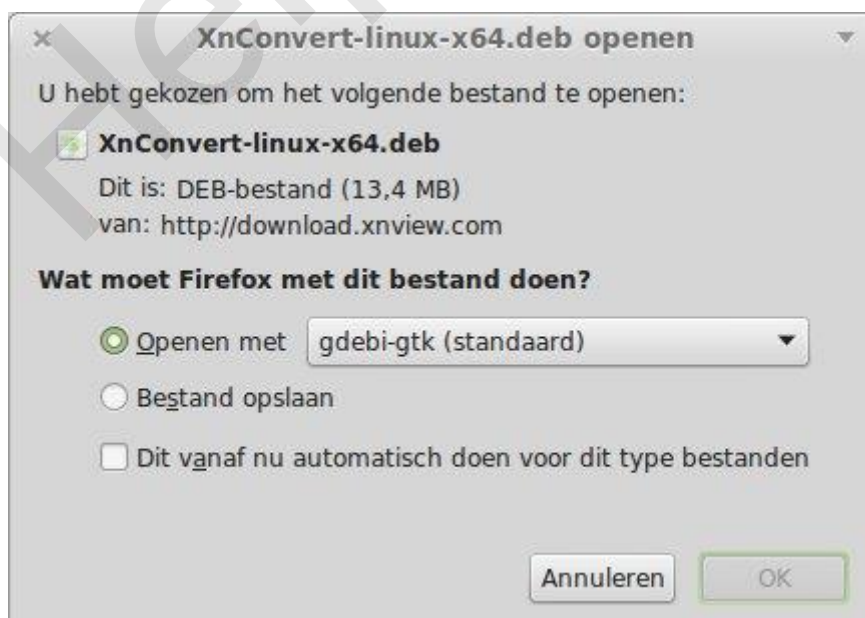 XnConvert-linux-x64.deb openen
U hebt gekozen om het volgende bestand te openen:
XnConvert-linux-x64.deb
Dit is: DEB-bestand (13,4 MB)
van: http://download.xnview.com
Wat moet Firefox met dit bestand doen?
Openen met gdebi-gtk (standaard)
Bestand opslaan
Dit vanaf nu automatisch doen voor dit type bestanden
Annuleren OK